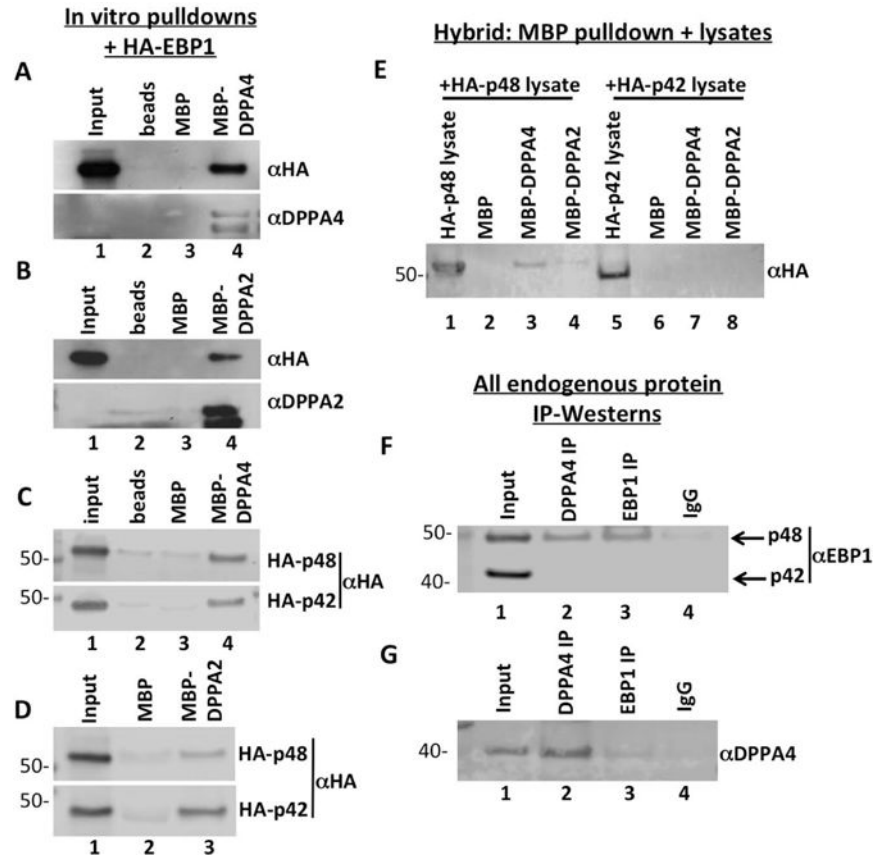 In vitro pulldowns
+ HA-EBP1
A
Input
beads
MBP
MBP-
DPPA4
αHA
αDPPA4
1 2 3 4
B
Input
beads
MBP
MBP-
DPPA2
αHA
αDPPA2
1 2 3 4
C
input
beads
MBP
MBP-
DPPA4
50-
HA-p48
αHA
50-
HA-p42
1 2 3 4
D
Input
MBP
MBP-
DPPA2
50-
HA-p48
αHA
50-
HA-p42
1 2 3
Hybrid: MBP pulldown + lysates
E
+HA-p48 lysate +HA-p42 lysate
HA-p48 lysate
MBP
MBP-DPPA4
MBP-DPPA2
HA-p42 lysate
MBP
MBP-DPPA4
MBP-DPPA2
50-
αHA
1 2 3 4 5 6 7 8
All endogenous protein
IP-Westerns
F
Input
DPPA4 IP
EBP1 IP
IgG
50-
p48
αEBP1
40-
p42
1 2 3 4
G
Input
DPPA4 IP
EBP1 IP
IgG
40-
αDPPA4
1 2 3 4